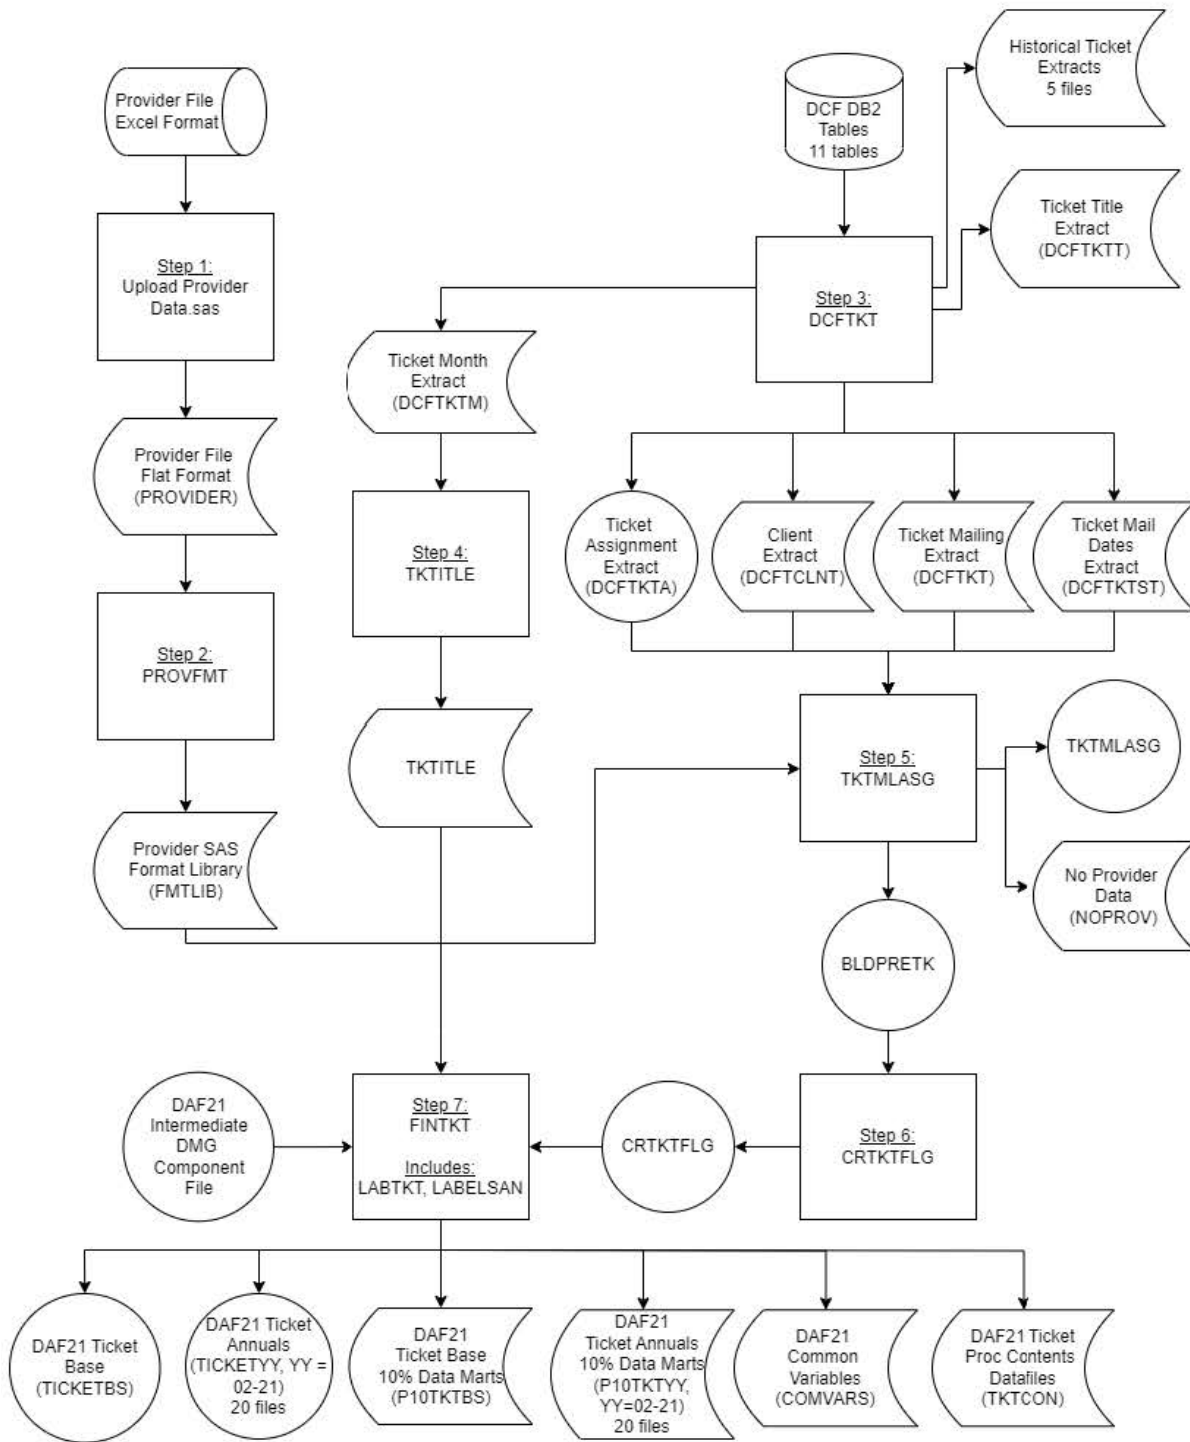 Provider File
Excel Format
DCF DB2
Tables
11 tables
Historical Ticket
Extracts
5 files
Ticket Title
Extract
(DCFTKTT)
Step 1:
Upload Provider
Data.sas
Step 3:
DCFTKT
Ticket Month
Extract
(DCFTKTM)
Provider File
Flat Format
(PROVIDER)
Step 4:
TKTITLE
Ticket
Assignment
Extract
(DCFTKTA)
Client
Extract
(DCFTCLNT)
Ticket Mailing
Extract
(DCFTKT)
Ticket Mail
Dates
Extract
(DCFTKTST)
Step 2:
PROVFMT
TKTITLE
Step 5:
TKTMLASG
TKTMLASG
Provider SAS
Format Library
(FMTLIB)
No Provider
Data
(NOPROV)
BLDPRETK
DAF21
Intermediate
DMG
Component
File
Step 7:
FINTKT
Includes:
LABTKT, LABELSAN
CRTKTFLG
Step 6:
CRTKTFLG
DAF21 Ticket
Base
(TICKETBS)
DAF21 Ticket
Annuals
(TICKETYY, YY =
02-21)
20 files
DAF21
Ticket Base
10% Data Marts
(P10TKTBS)
DAF21
Ticket Annuals
10% Data Marts
(P10TKTYY,
YY=02-21)
20 files
DAF21
Common
Variables
(COMVARS)
DAF21 Ticket
Proc Contents
Datafiles
(TKTCON)